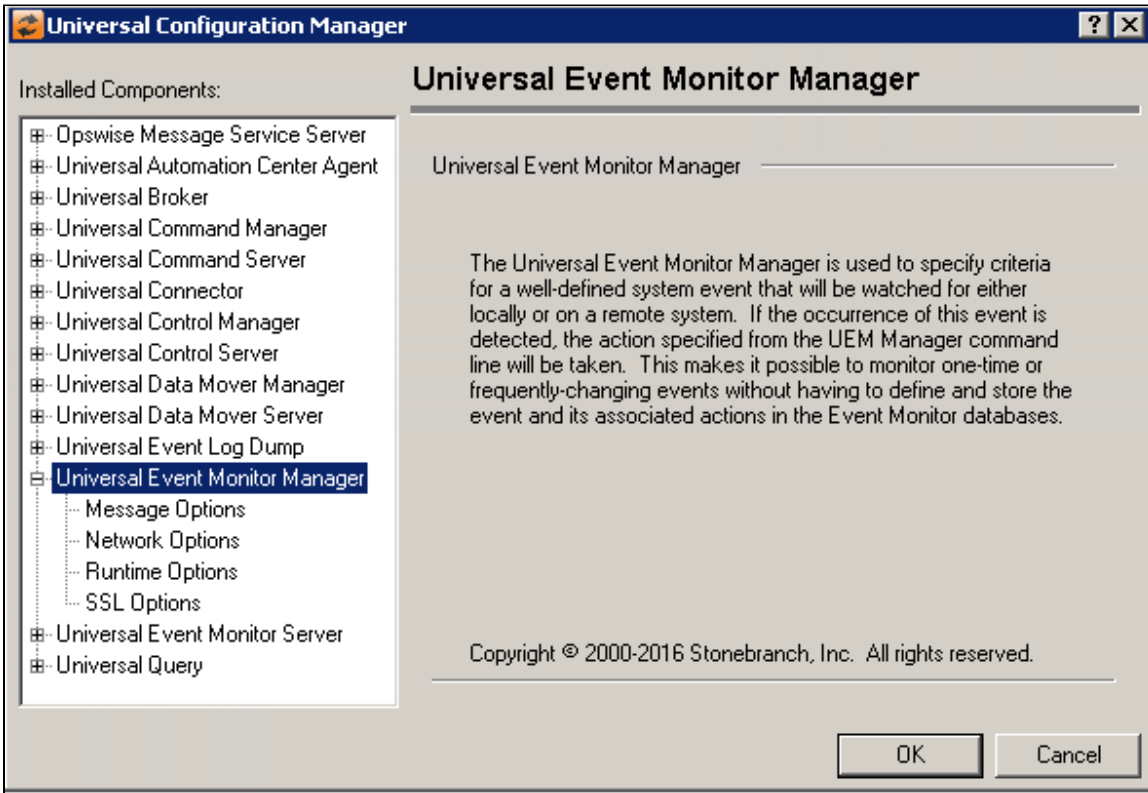 Universal Configuration Manager
Installed Components:
Opswise Message Service Server
Universal Automation Center Agent
Universal Broker
Universal Command Manager
Universal Command Server
Universal Connector
Universal Control Manager
Universal Control Server
Universal Data Mover Manager
Universal Data Mover Server
Universal Event Log Dump
Universal Event Monitor Manager
Message Options
Network Options
Runtime Options
SSL Options
Universal Event Monitor Server
Universal Query
Universal Event Monitor Manager
Universal Event Monitor Manager
The Universal Event Monitor Manager is used to specify criteria
for a well-defined system event that will be watched for either
locally or on a remote system.  If the occurrence of this event is
detected, the action specified from the UEM Manager command
line will be taken.  This makes it possible to monitor one-time or
frequently-changing events without having to define and store the
event and its associated actions in the Event Monitor databases.
Copyright © 2000-2016 Stonebranch, Inc.  All rights reserved.
OK
Cancel